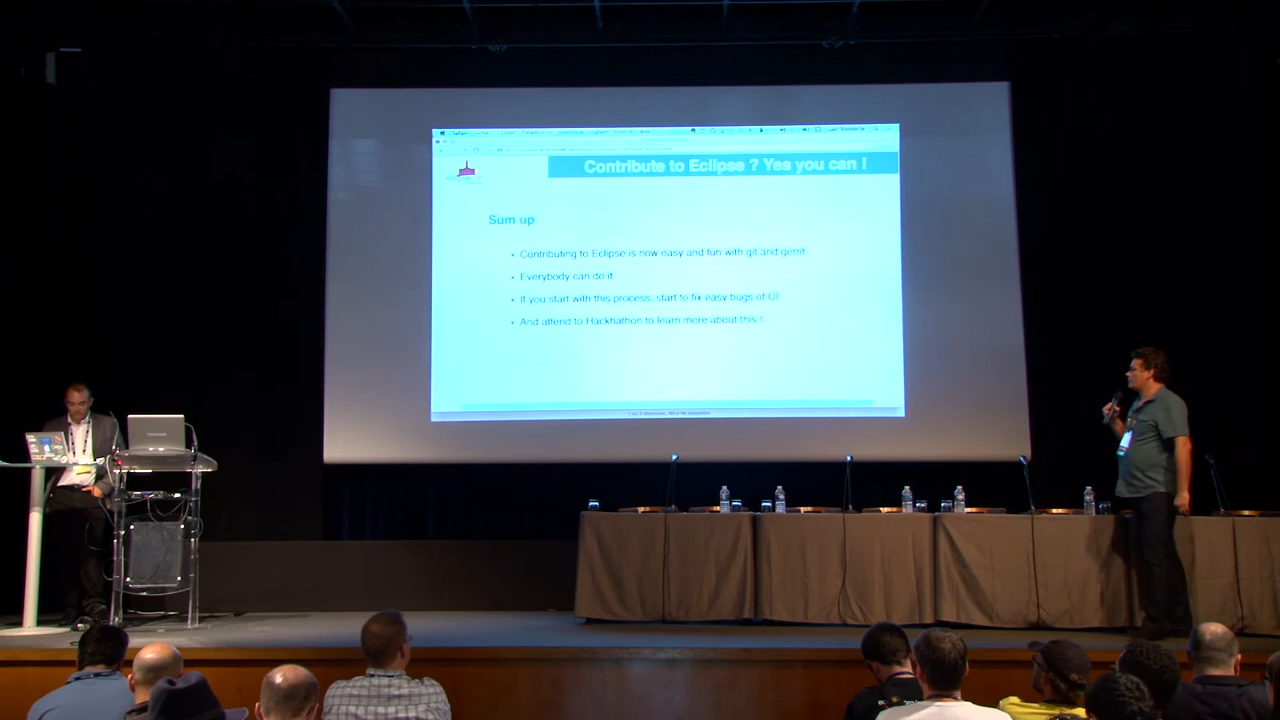 Safari
Contribute to Eclipse ? Yes you can !
Sum up
Contributing to Eclipse is now easy and fun with git and gerrit
Everybody can do it
If you start with this process, start to fix easy bugs of UI
And attend to Hackhathon to learn more about this !